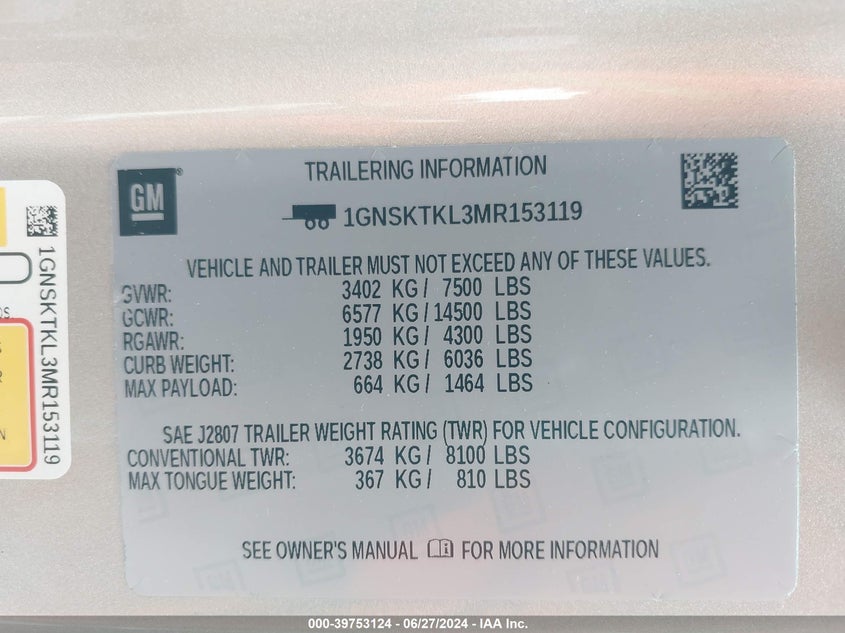 TRAILERING INFORMATION
GM
1GNSKTKL3MR153119
VEHICLE AND TRAILER MUST NOT EXCEED ANY OF THESE VALUES.
GVWR: 3402 KG / 7500 LBS
GCWR: 6577 KG / 14500 LBS
RGAWR: 1950 KG / 4300 LBS
CURB WEIGHT: 2738 KG / 6036 LBS
MAX PAYLOAD: 664 KG / 1464 LBS
SAE J2807 TRAILER WEIGHT RATING (TWR) FOR VEHICLE CONFIGURATION.
CONVENTIONAL TWR: 3674 KG / 8100 LBS
MAX TONGUE WEIGHT: 367 KG / 810 LBS
SEE OWNER'S MANUAL FOR MORE INFORMATION
1GNSKTKL3MR153119
000-39753124 - 06/27/2024 - IAA Inc.